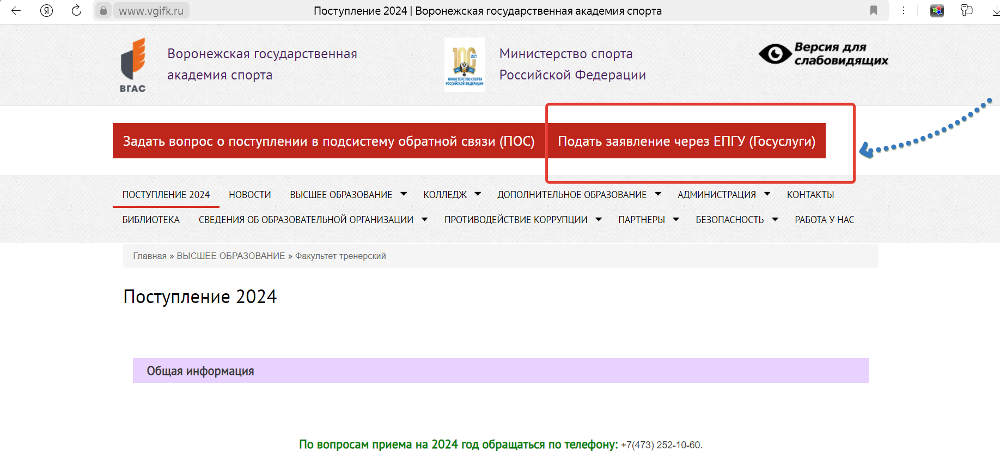 www.vgifk.ru
Поступление 2024 | Воронежская государственная академия спорта
ВГАС
Воронежская государственная
академия спорта
100 ЛЕТ
МИНИСТЕРСТВО СПОРТА
РОССИЙСКОЙ ФЕДЕРАЦИИ
Министерство спорта
Российской Федерации
Версия для
слабовидящих
Задать вопрос о поступлении в подсистему обратной связи (ПОС)
Подать заявление через ЕПГУ (Госуслуги)
ПОСТУПЛЕНИЕ 2024 НОВОСТИ ВЫСШЕЕ ОБРАЗОВАНИЕ КОЛЛЕДЖ ДОПОЛНИТЕЛЬНОЕ ОБРАЗОВАНИЕ АДМИНИСТРАЦИЯ КОНТАКТЫ
БИБЛИОТЕКА СВЕДЕНИЯ ОБ ОБРАЗОВАТЕЛЬНОЙ ОРГАНИЗАЦИИ ПРОТИВОДЕЙСТВИЕ КОРРУПЦИИ ПАРТНЕРЫ БЕЗОПАСНОСТЬ РАБОТА У НАС
Главная » ВЫСШЕЕ ОБРАЗОВАНИЕ » Факультет тренерский
Поступление 2024
Общая информация
По вопросам приема на 2024 год обращаться по телефону: +7(473) 252-10-60.